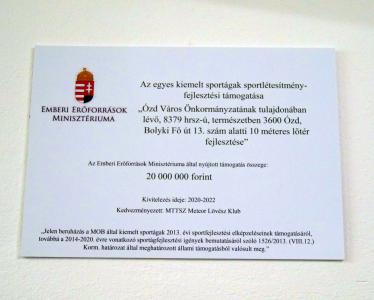 Az egyes kiemelt sportágak sportlétesítmény-
fejlesztési támogatása
EMBERI ERŐFORRÁSOK
MINISZTÉRIUMA
„Ózd Város Önkormányzatának tulajdonában
lévő, 8379 hrsz-ú, természetben 3600 Ózd,
Bolyki Fő út 13. szám alatti 10 méteres lőtér
fejlesztése”
Az Emberi Erőforrások Minisztériuma által nyújtott támogatás összege:
20 000 000 forint
Kivitelezés ideje: 2020-2022
Kedvezményezett: MTTSZ Meteor Lövész Klub
„Jelen beruházás a MOB által kiemelt sportágak 2013. évi sportfejlesztési elképzeléseinek támogatásáról,
továbbá a 2014-2020. évre vonatkozó sportágfejlesztési igények bemutatásáról szóló 1526/2013. (VIII.12.)
Korm. határozat által meghatározott állami támogatásból valósult meg.”